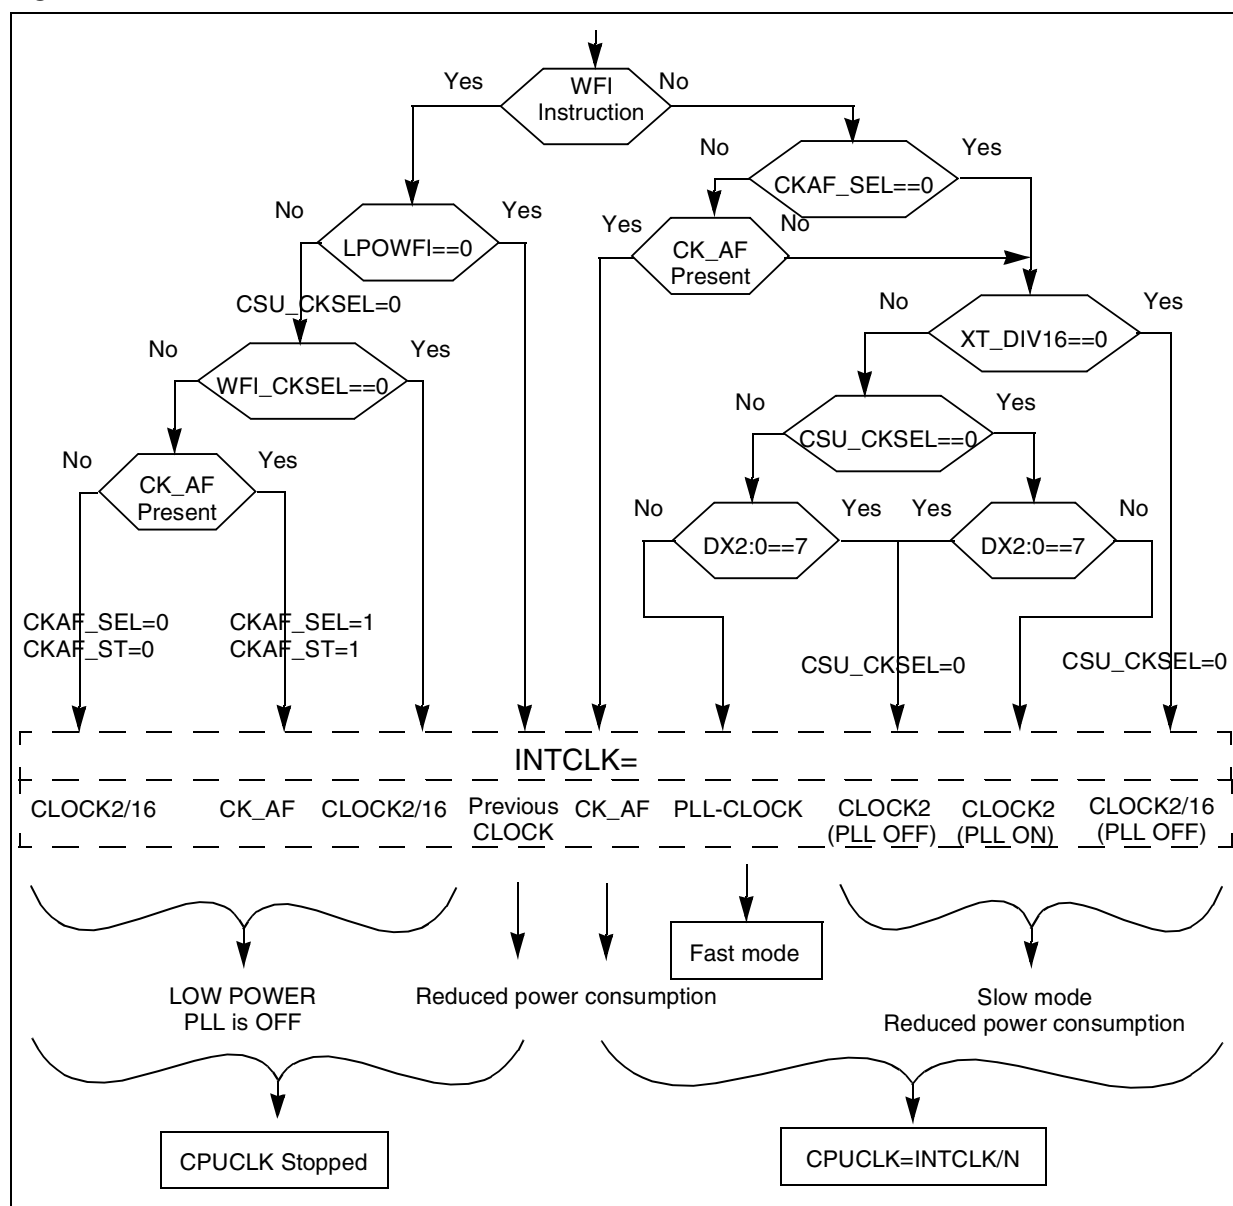 WFI
Instruction
Yes
No
CKAF_SEL==0
No
Yes
LPOWFI==0
No
Yes
CK_AF
Present
Yes
No
CSU_CKSEL=0
XT_DIV16==0
No
Yes
WFI_CKSEL==0
No
Yes
CSU_CKSEL==0
No
Yes
CK_AF
Present
No
Yes
DX2:0==7
No
Yes
DX2:0==7
Yes
No
CKAF_SEL=0
CKAF_ST=0
CKAF_SEL=1
CKAF_ST=1
CSU_CKSEL=0
CSU_CKSEL=0
INTCLK=
CLOCK2/16
CK_AF
CLOCK2/16
Previous
CLOCK
CK_AF
PLL-CLOCK
CLOCK2
(PLL OFF)
CLOCK2
(PLL ON)
CLOCK2/16
(PLL OFF)
Fast mode
LOW POWER
PLL is OFF
Reduced power consumption
Slow mode
Reduced power consumption
CPUCLK Stopped
CPUCLK=INTCLK/N